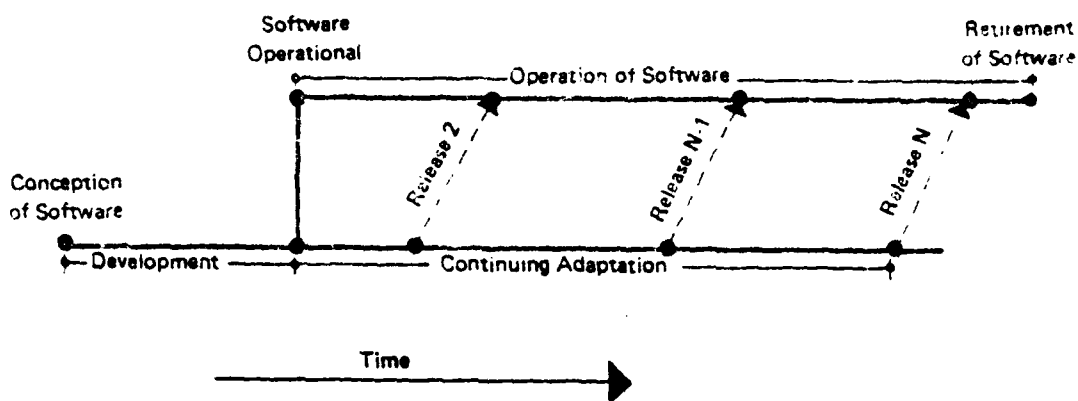 Software
Operational
Retirement
of Software
Operation of Software
Release 2
Release N-1
Release N
Conception
of Software
Development
Continuing Adaptation
Time